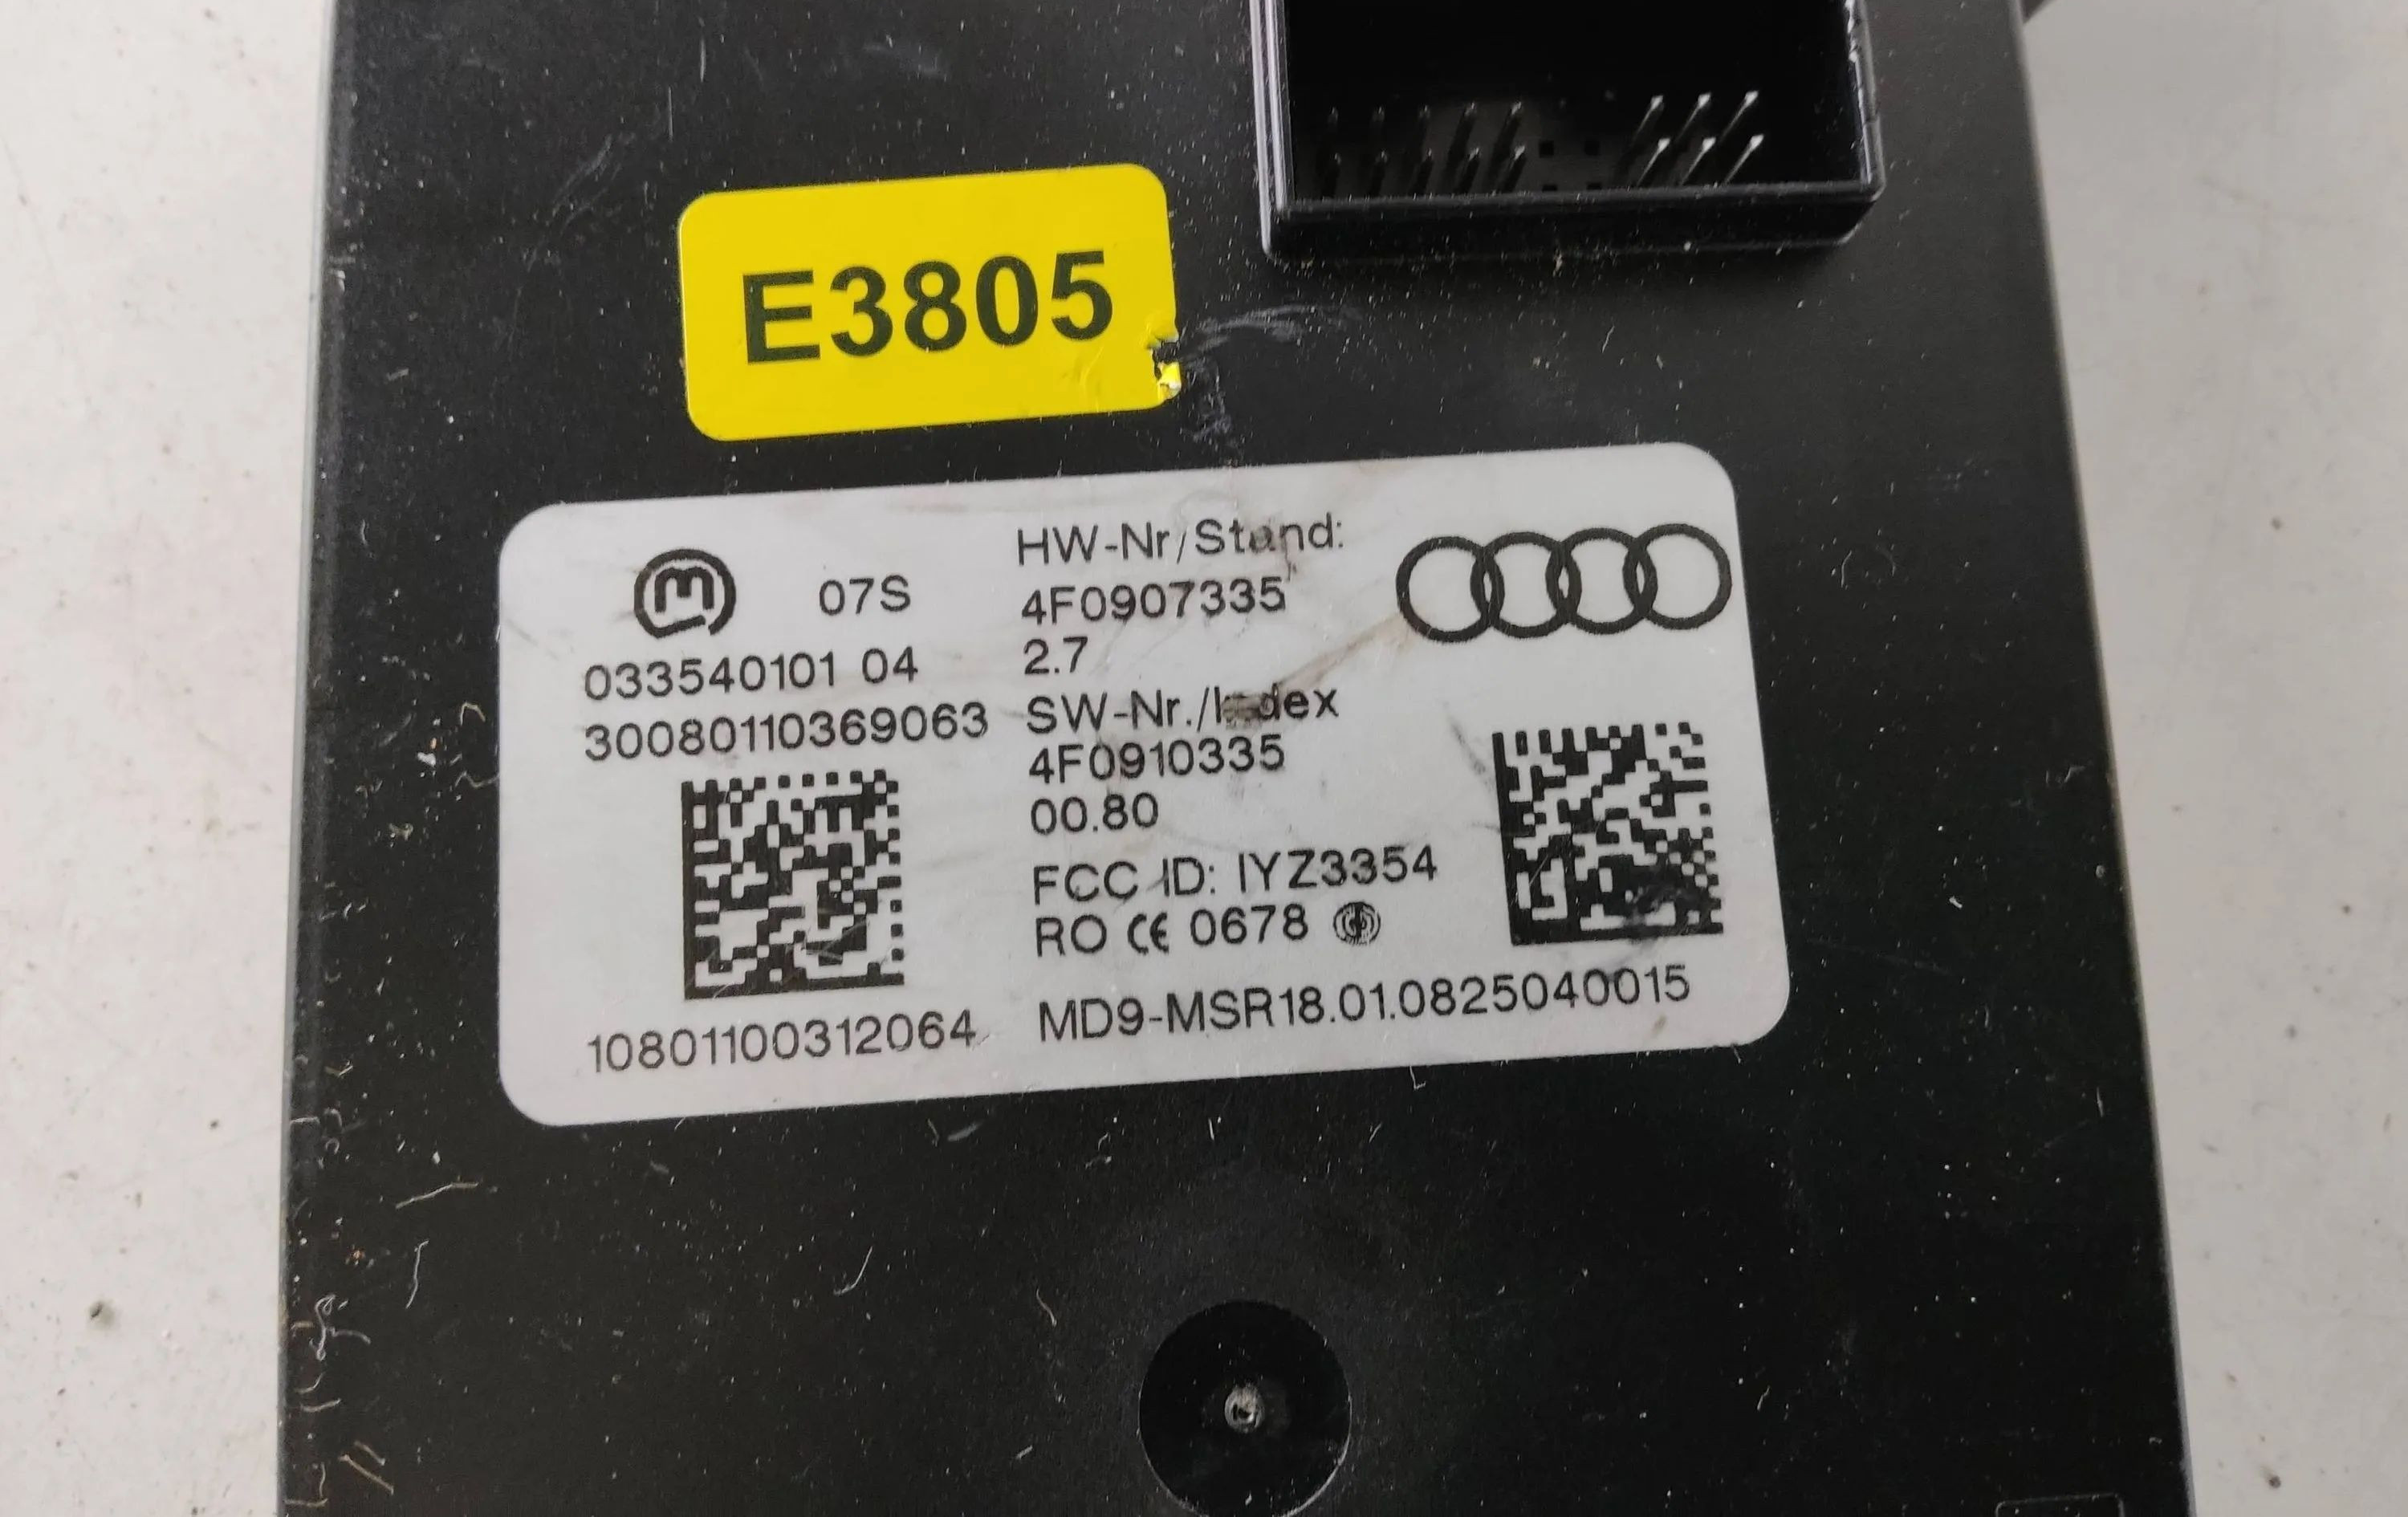 E3805
07S
033540101 04
30080110369063
10801100312064
HW-Nr/Stand:
4F0907335
2.7
SW-Nr./Index
4F0910335
00.80
FCC ID: IYZ3354
RO CE 0678
MD9-MSR18.01.0825040015